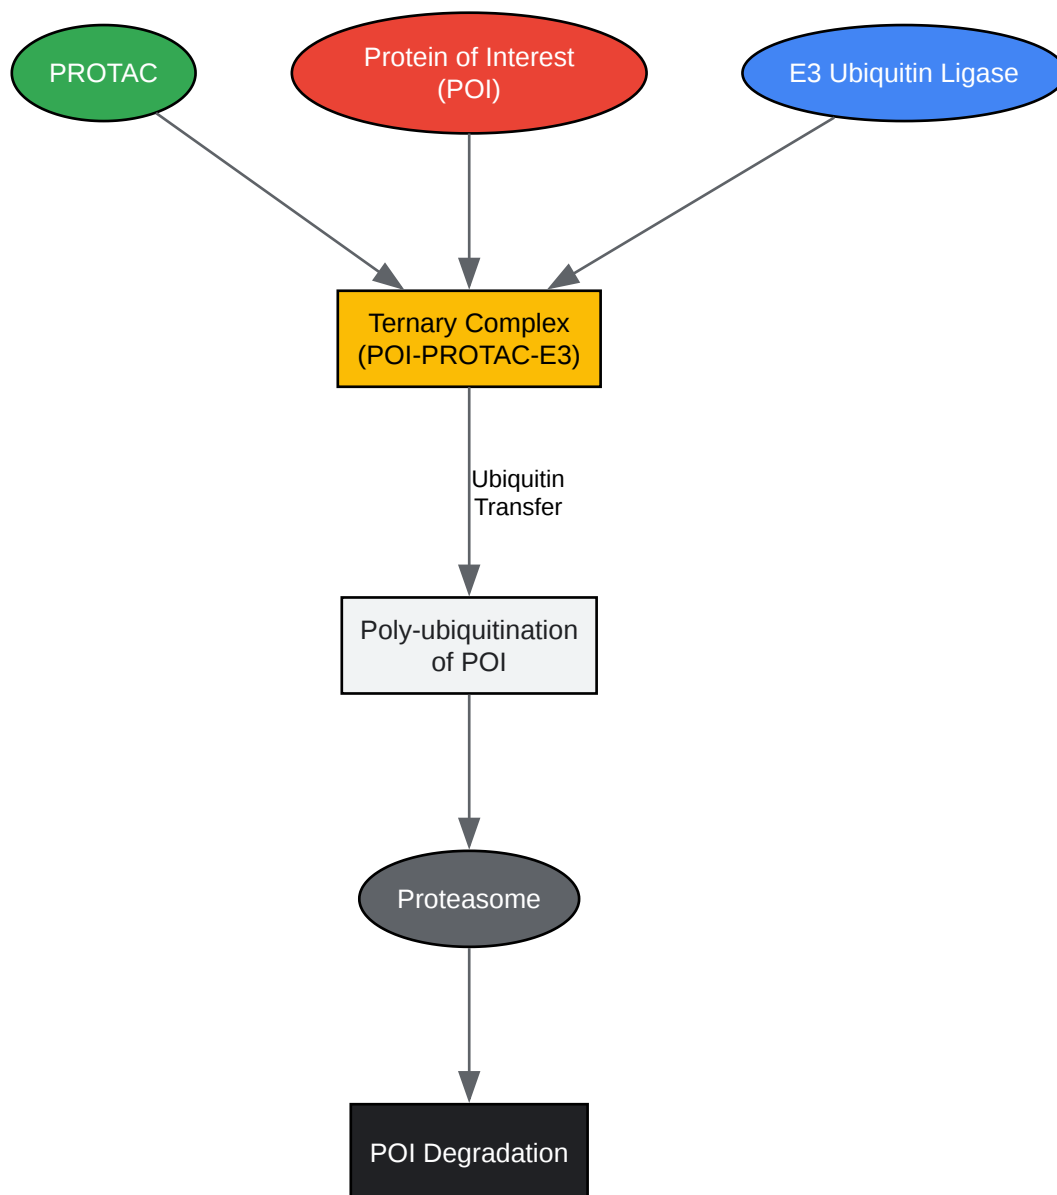 PROTAC
Protein of Interest
(POI)
E3 Ubiquitin Ligase
Ternary Complex
(POI-PROTAC-E3)
Ubiquitin
Transfer
Poly-ubiquitination
of POI
Proteasome
POI Degradation